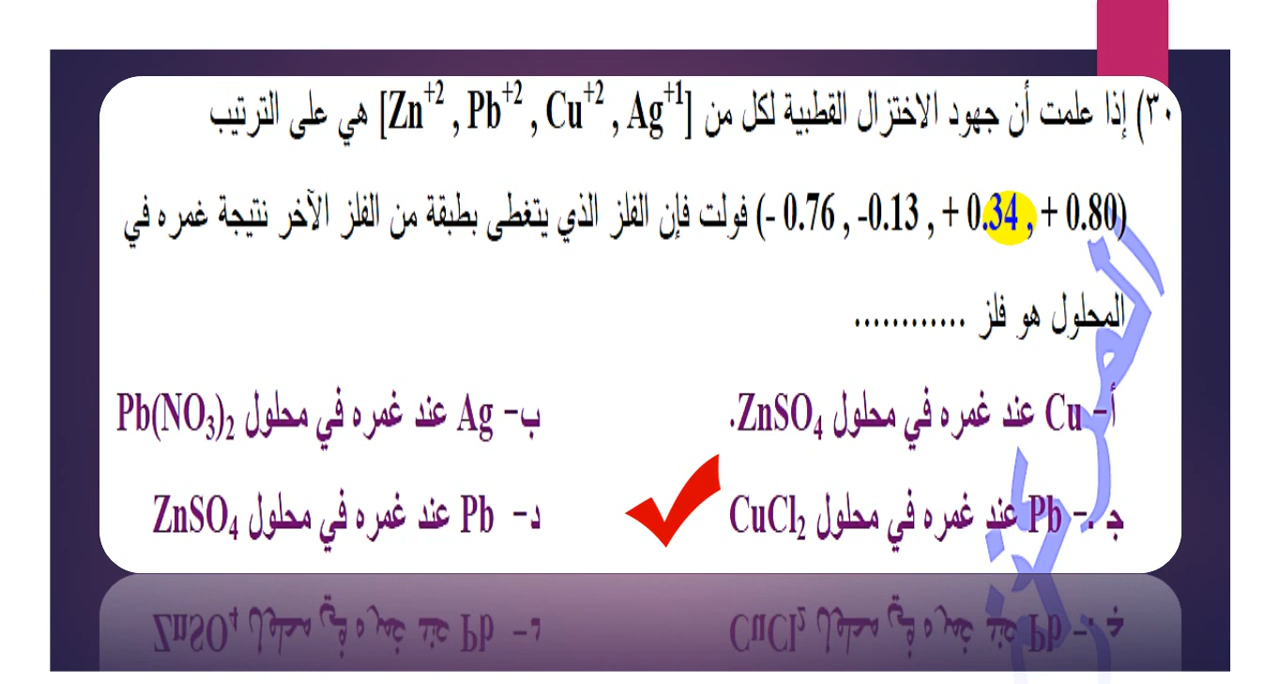 ٣٠) إذا علمت أن جهود الاختزال القطبية لكل من [Zn⁺² , Pb⁺² , Cu⁺² , Ag⁺¹] هي على الترتيب
(- 0.76 , -0.13 , + 0.34 , + 0.80) فولت فإن الفلز الذي يتغطى بطبقة من الفلز الآخر نتيجة غمره في
المحلول هو فلز ............
أ- Cu عند غمره في محلول ZnSO₄.
ب- Ag عند غمره في محلول Pb(NO₃)₂
ج- Pb عند غمره في محلول CuCl₂
د- Pb عند غمره في محلول ZnSO₄